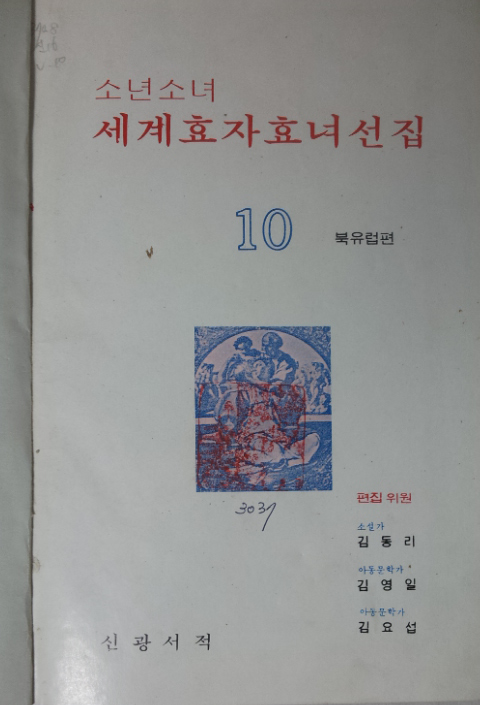 소년소녀
세계효자효녀선집
10
북유럽편
3037
편집 위원
소설가
김동리
아동문학가
김영일
아동문학가
김요섭
신광서적